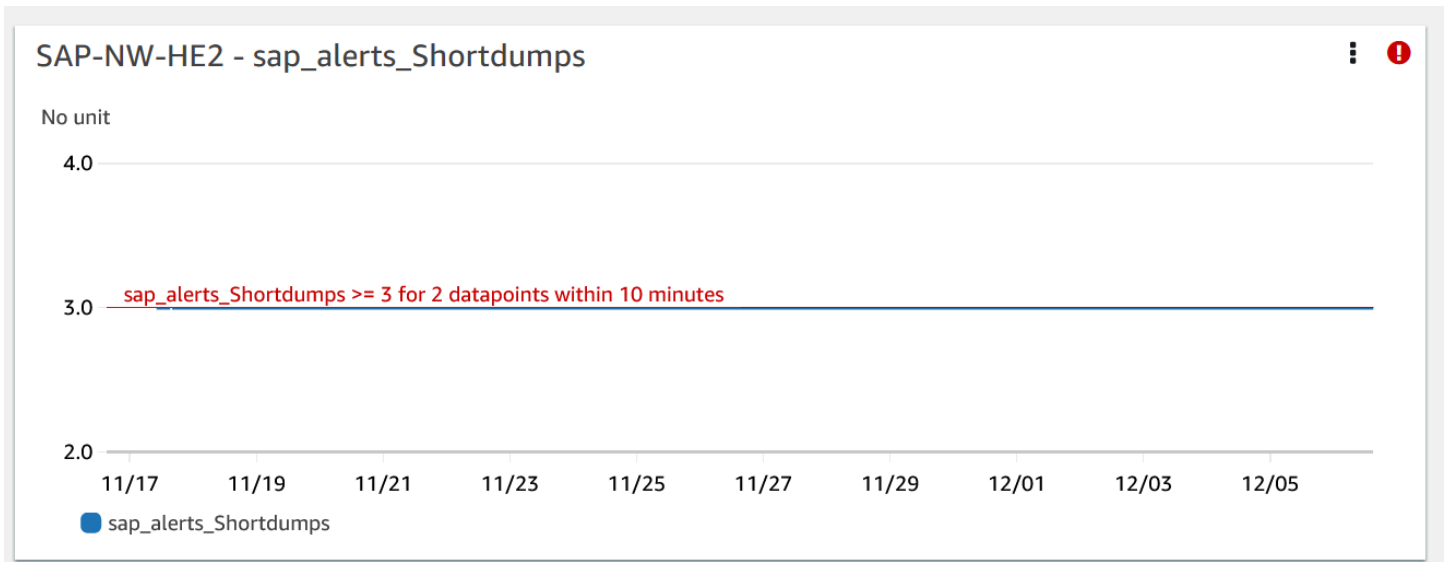 SAP-NW-HE2 - sap_alerts_Shortdumps
No unit
4.0
sap_alerts_Shortdumps >= 3 for 2 datapoints within 10 minutes
3.0
2.0
11/17 11/19 11/21 11/23 11/25 11/27 11/29 12/01 12/03 12/05
sap_alerts_Shortdumps